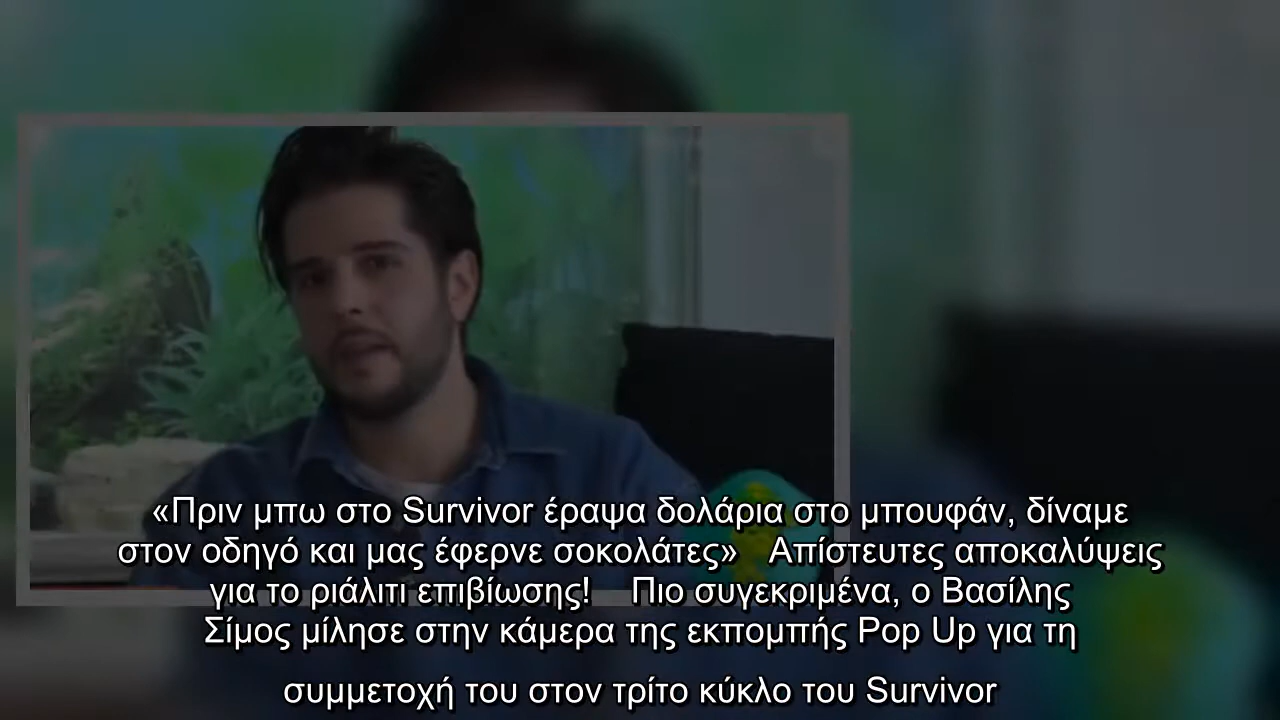 «Πριν μπω στο Survivor έραψα δολάρια στο μπουφάν, δίναμε
στον οδηγό και μας έφερνε σοκολάτες»   Απίστευτες αποκαλύψεις
για το ριάλιτι επιβίωσης!    Πιο συγεκριμένα, ο Βασίλης
Σίμος μίλησε στην κάμερα της εκπομπής Pop Up για τη
συμμετοχή του στον τρίτο κύκλο του Survivor